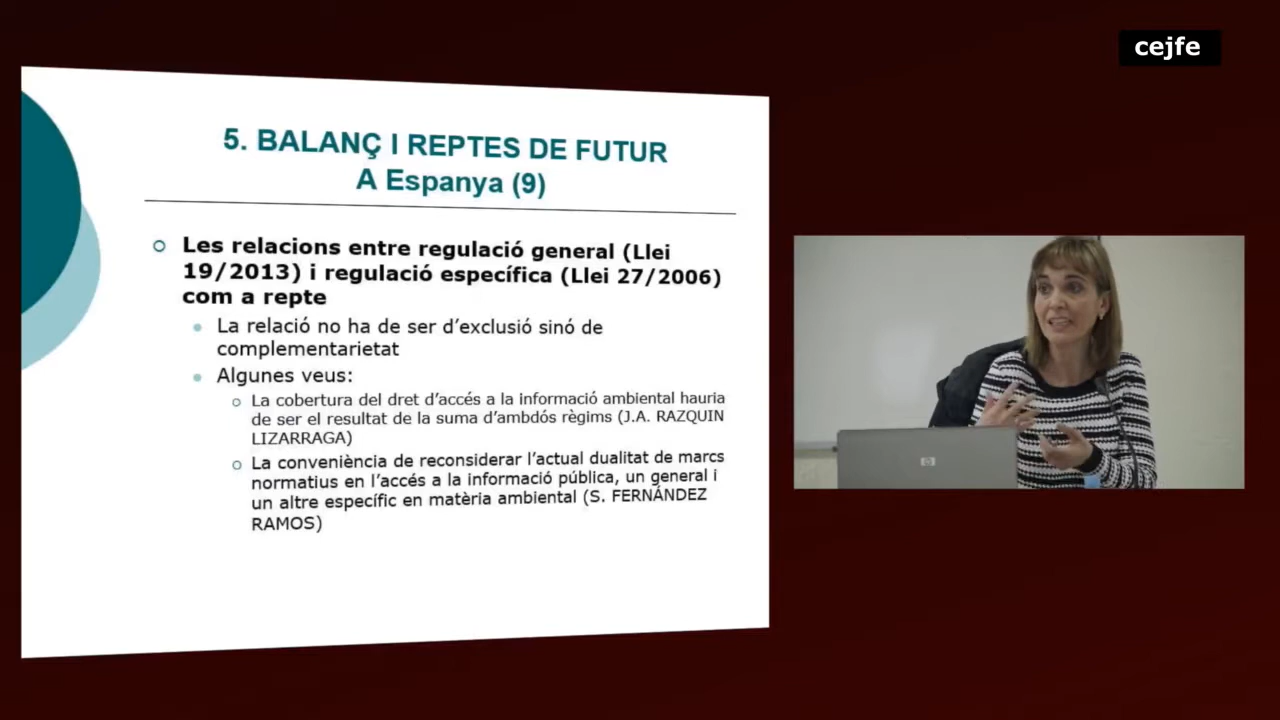 cejfe
5. BALANÇ I REPTES DE FUTUR
A Espanya (9)
Les relacions entre regulació general (Llei
19/2013) i regulació específica (Llei 27/2006)
com a repte
La relació no ha de ser d’exclusió sinó de
complementarietat
Algunes veus:
La cobertura del dret d’accés a la informació ambiental hauria
de ser el resultat de la suma d’ambdós règims (J.A. RAZQUIN
LIZARRAGA)
La conveniència de reconsiderar l’actual dualitat de marcs
normatius en l’accés a la informació pública, un general i
un altre específic en matèria ambiental (S. FERNÁNDEZ
RAMOS)
hp